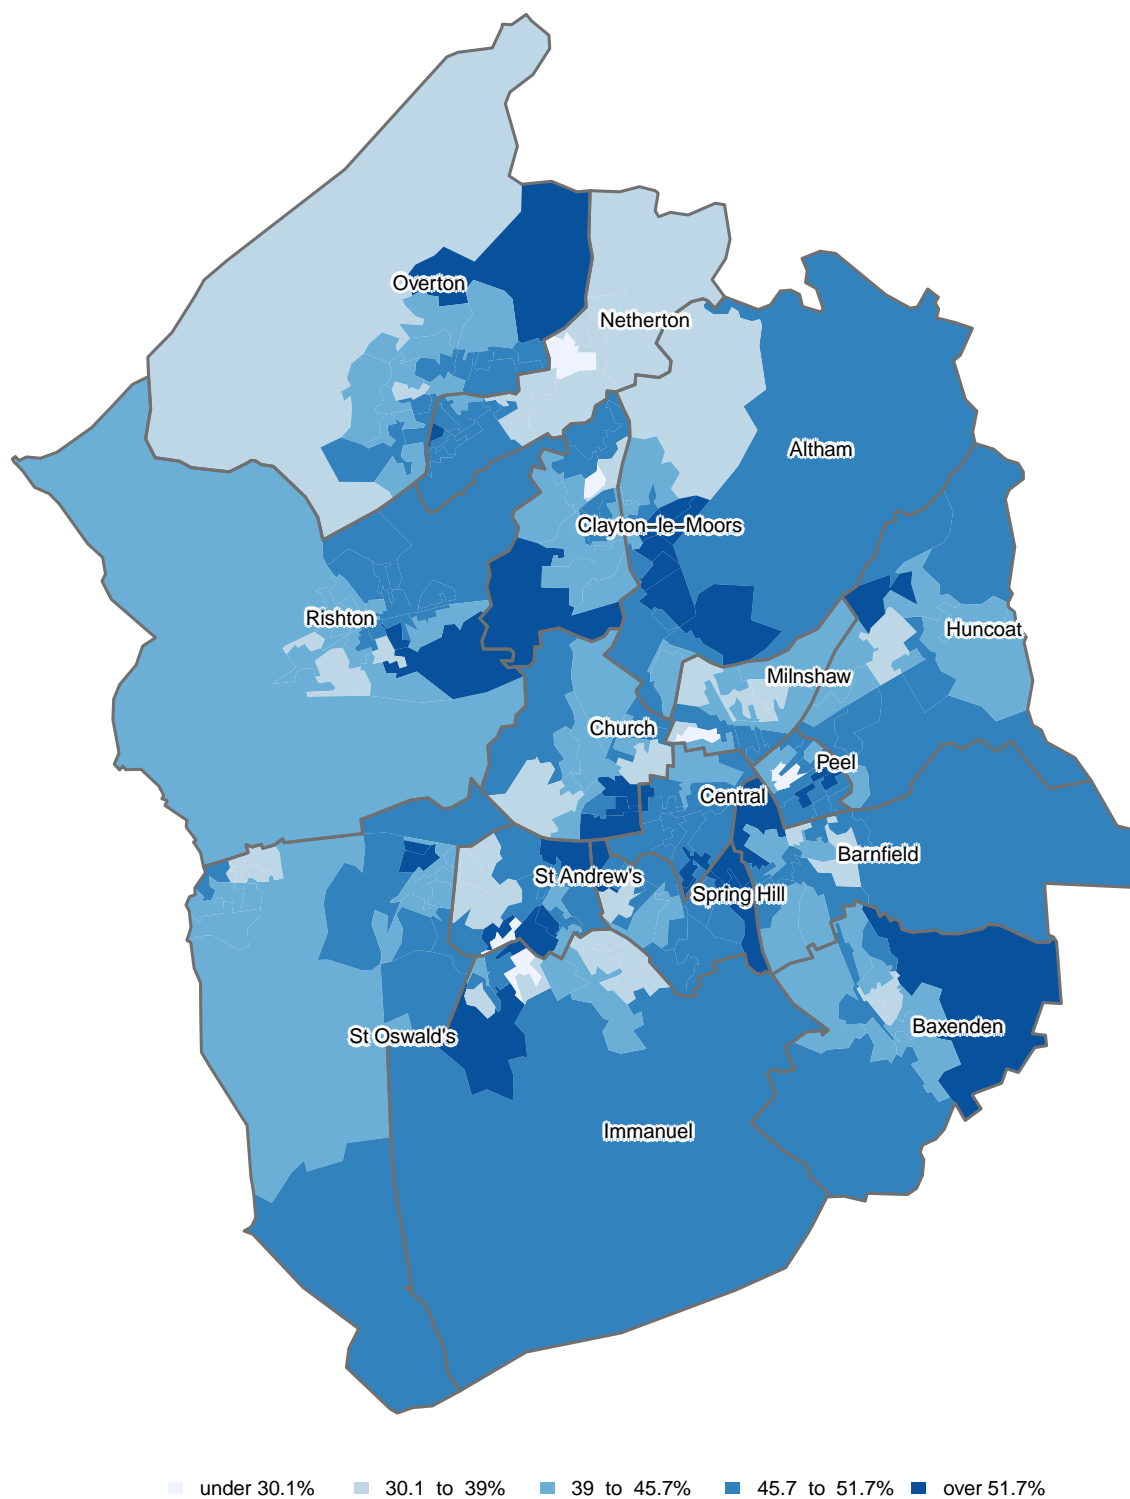 Overton
Netherton
Altham
Clayton–le–Moors
Rishton
Huncoat
Milnshaw
Church
Peel
Central
Barnfield
St Andrew's
Spring Hill
Baxenden
St Oswald's
Immanuel
under 30.1% 30.1 to 39% 39 to 45.7% 45.7 to 51.7% over 51.7%